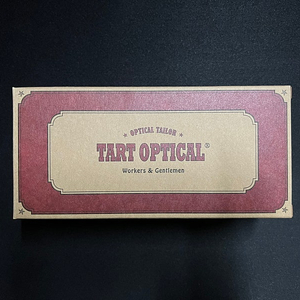 ★ OPTICAL TAILOR ★
TART OPTICAL®
Workers & Gentlemen